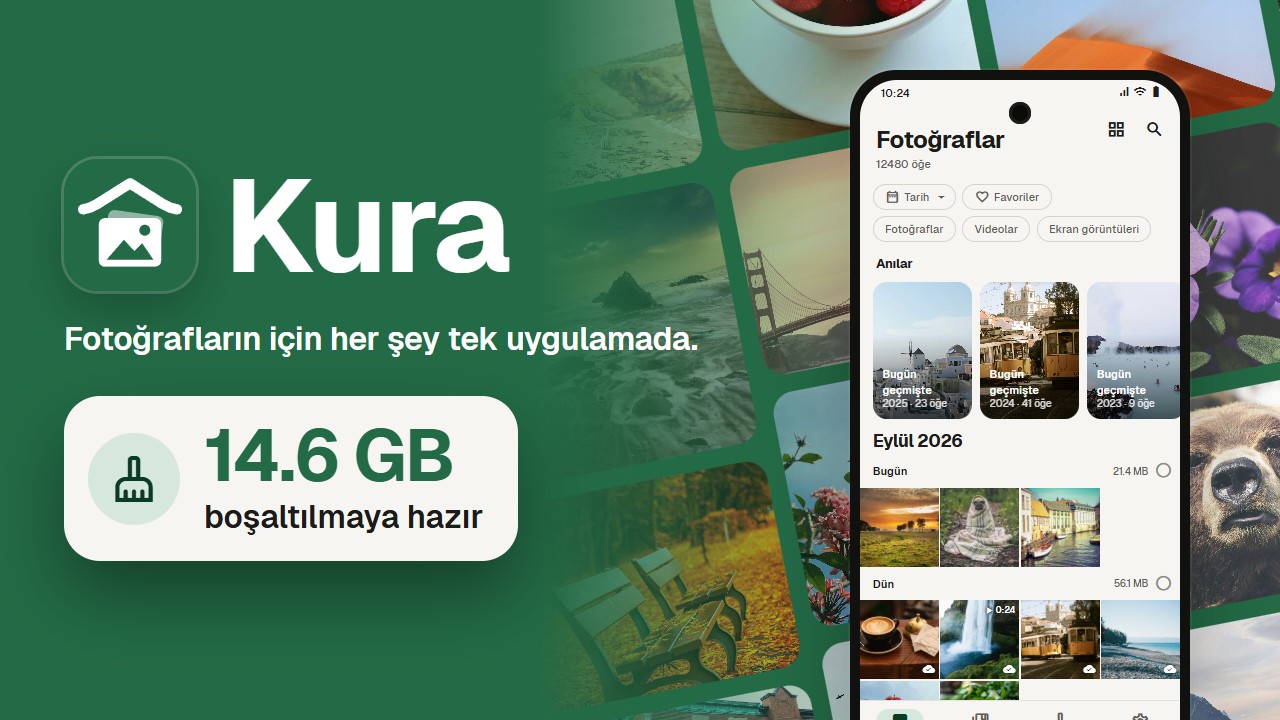 Kura
Fotoğrafların için her şey tek uygulamada.
14.6 GB
boşaltılmaya hazır
10:24
Fotoğraflar
12480 öğe
Tarih
Favoriler
Fotoğraflar
Videolar
Ekran görüntüleri
Anılar
Bugün
geçmişte
2025 · 23 öğe
Bugün
geçmişte
2024 · 41 öğe
Bugün
geçmişte
2023 · 9 öğe
Eylül 2026
Bugün
21.4 MB
Dün
56.1 MB
0:24